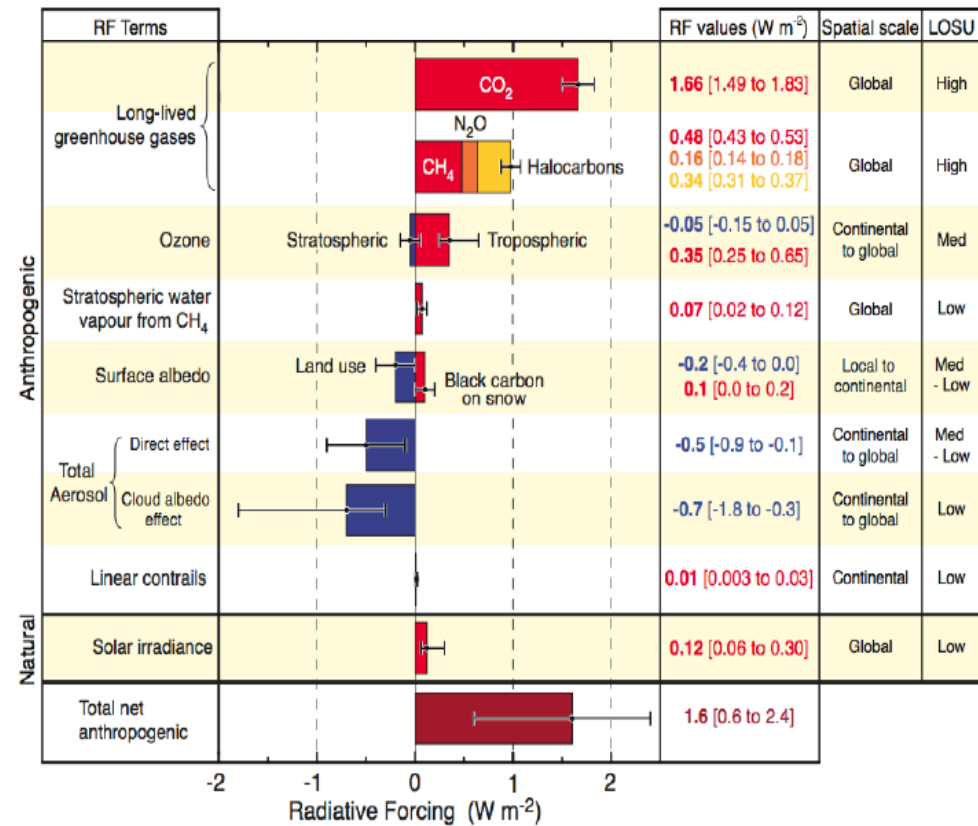 RF Terms
RF values (W m⁻²)
Spatial scale
LOSU
Anthropogenic
Long-lived
greenhouse gases
CO₂
1.66 [1.49 to 1.83]
Global
High
N₂O
CH₄
Halocarbons
0.48 [0.43 to 0.53]
0.16 [0.14 to 0.18]
0.34 [0.31 to 0.37]
Global
High
Ozone
Stratospheric
Tropospheric
-0.05 [-0.15 to 0.05]
0.35 [0.25 to 0.65]
Continental
to global
Med
Stratospheric water
vapour from CH₄
0.07 [0.02 to 0.12]
Global
Low
Surface albedo
Land use
Black carbon
on snow
-0.2 [-0.4 to 0.0]
0.1 [0.0 to 0.2]
Local to
continental
Med
- Low
Total
Aerosol
Direct effect
-0.5 [-0.9 to -0.1]
Continental
to global
Med
- Low
Cloud albedo
effect
-0.7 [-1.8 to -0.3]
Continental
to global
Low
Linear contrails
0.01 [0.003 to 0.03]
Continental
Low
Natural
Solar irradiance
0.12 [0.06 to 0.30]
Global
Low
Total net
anthropogenic
1.6 [0.6 to 2.4]
-2 -1 0 1 2
Radiative Forcing (W m⁻²)